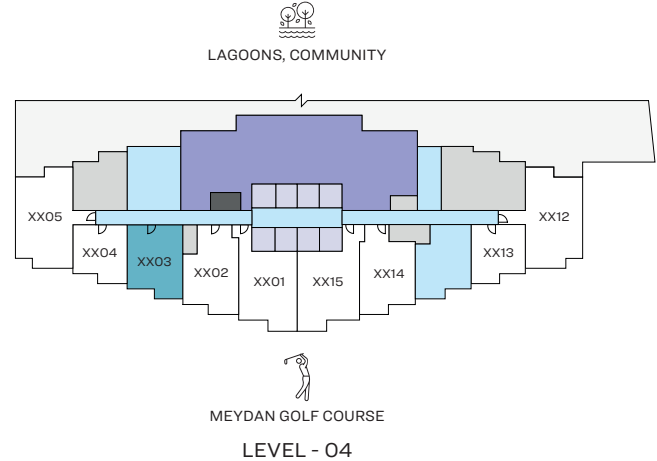 LAGOONS, COMMUNITY
XX05
XX12
XX04
XX03
XX02
XX01
XX15
XX14
XX13
MEYDAN GOLF COURSE
LEVEL - 04